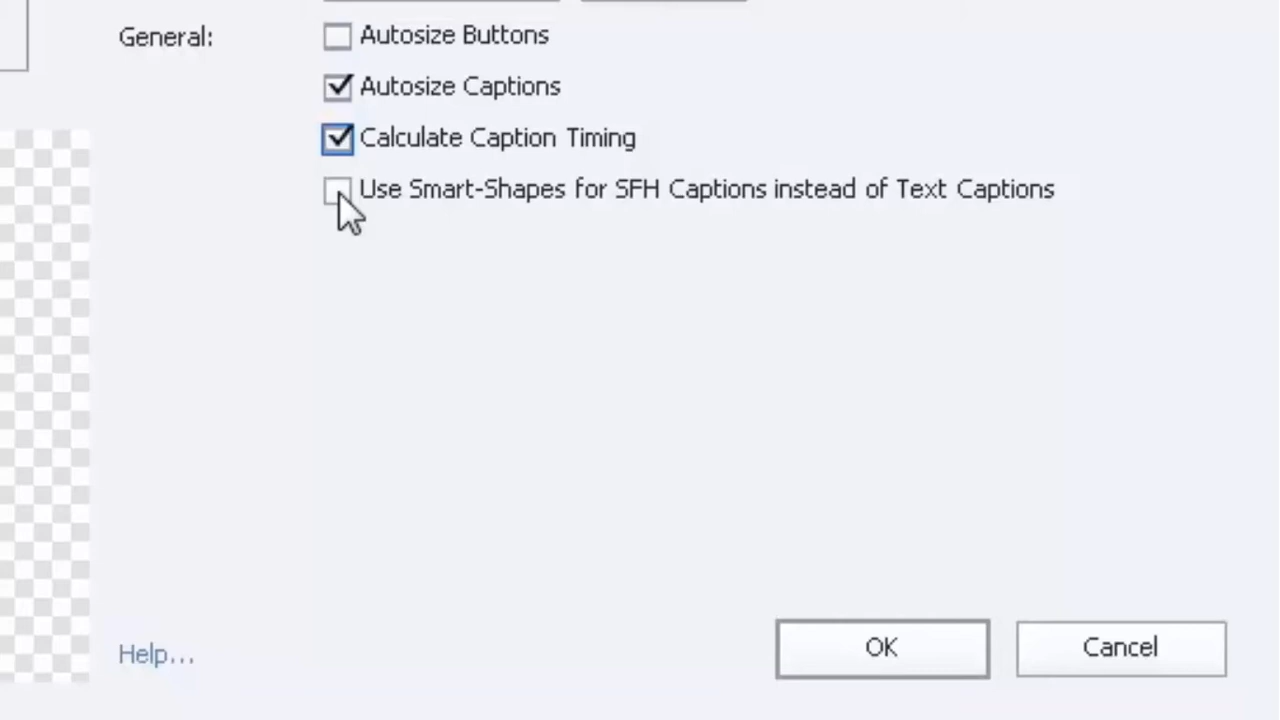 General:
Autosize Buttons
Autosize Captions
Calculate Caption Timing
Use Smart-Shapes for SFH Captions instead of Text Captions
Help...
OK
Cancel